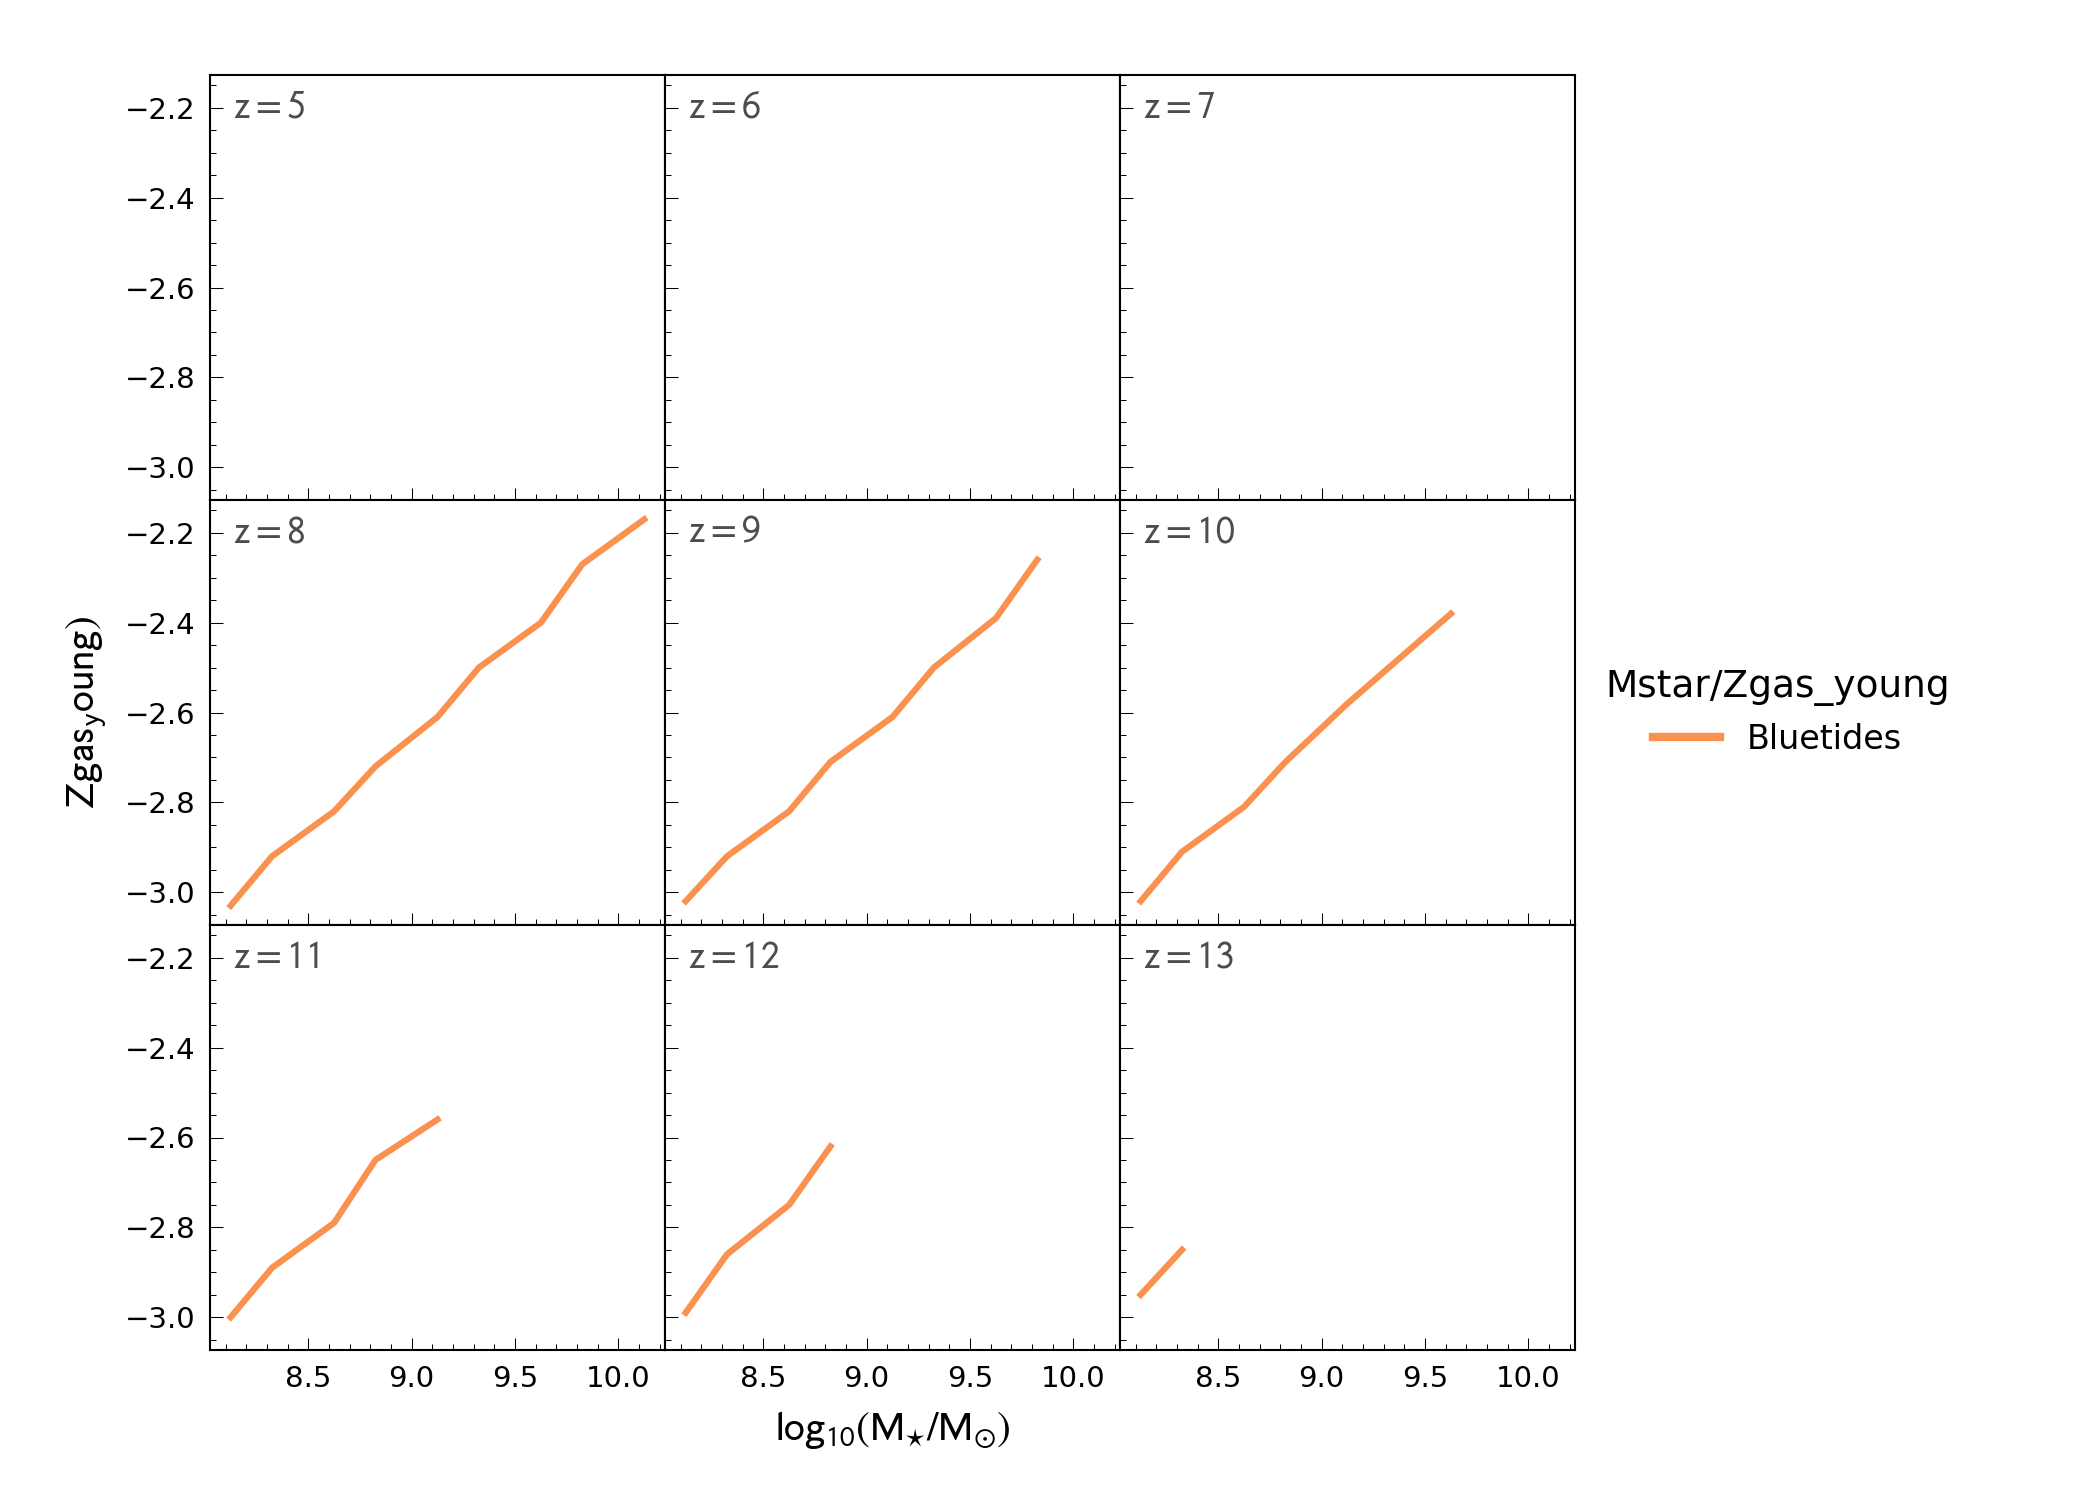 z=5
z=6
z=7
−2.2
−2.4
−2.6
−2.8
−3.0
z=8
z=9
z=10
−2.2
−2.4
−2.6
−2.8
−3.0
Zgas_young)
Mstar/Zgas_young
Bluetides
z=11
z=12
z=13
−2.2
−2.4
−2.6
−2.8
−3.0
8.5 9.0 9.5 10.0
8.5 9.0 9.5 10.0
8.5 9.0 9.5 10.0
log₁₀(M★/M⊙)